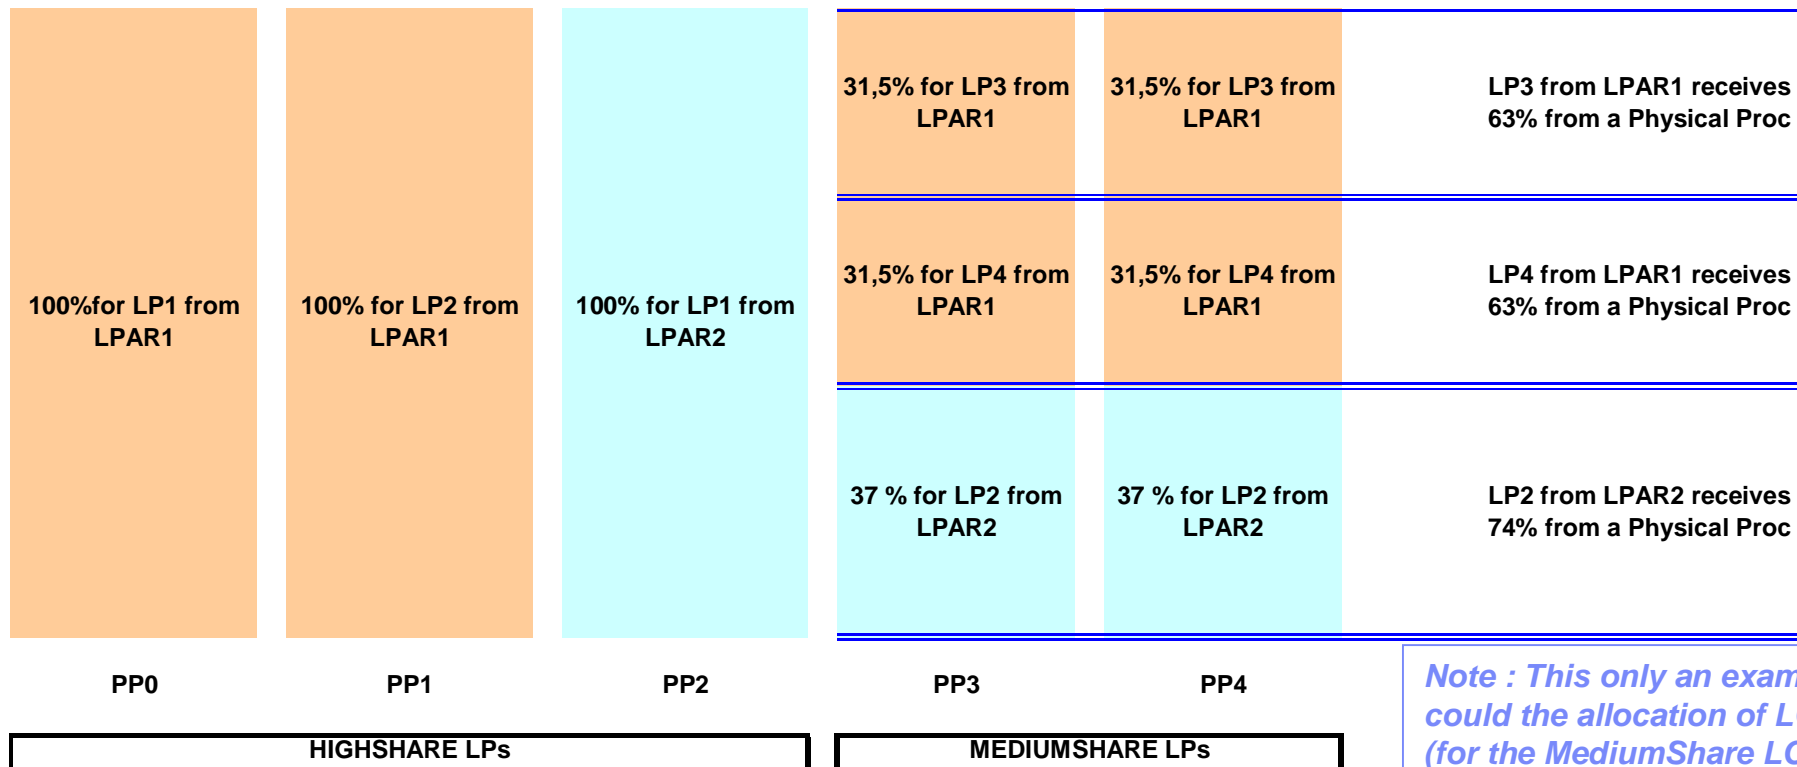 100%for LP1 from
LPAR1
100% for LP2 from
LPAR1
100% for LP1 from
LPAR2
31,5% for LP3 from
LPAR1
31,5% for LP3 from
LPAR1
LP3 from LPAR1 receives
63% from a Physical Proc
31,5% for LP4 from
LPAR1
31,5% for LP4 from
LPAR1
LP4 from LPAR1 receives
63% from a Physical Proc
37 % for LP2 from
LPAR2
37 % for LP2 from
LPAR2
LP2 from LPAR2 receives
74% from a Physical Proc
PP0
PP1
PP2
PP3
PP4
HIGHSHARE LPs
MEDIUMSHARE LPs
Note : This only an
could the allocation of
(for the MediumShare